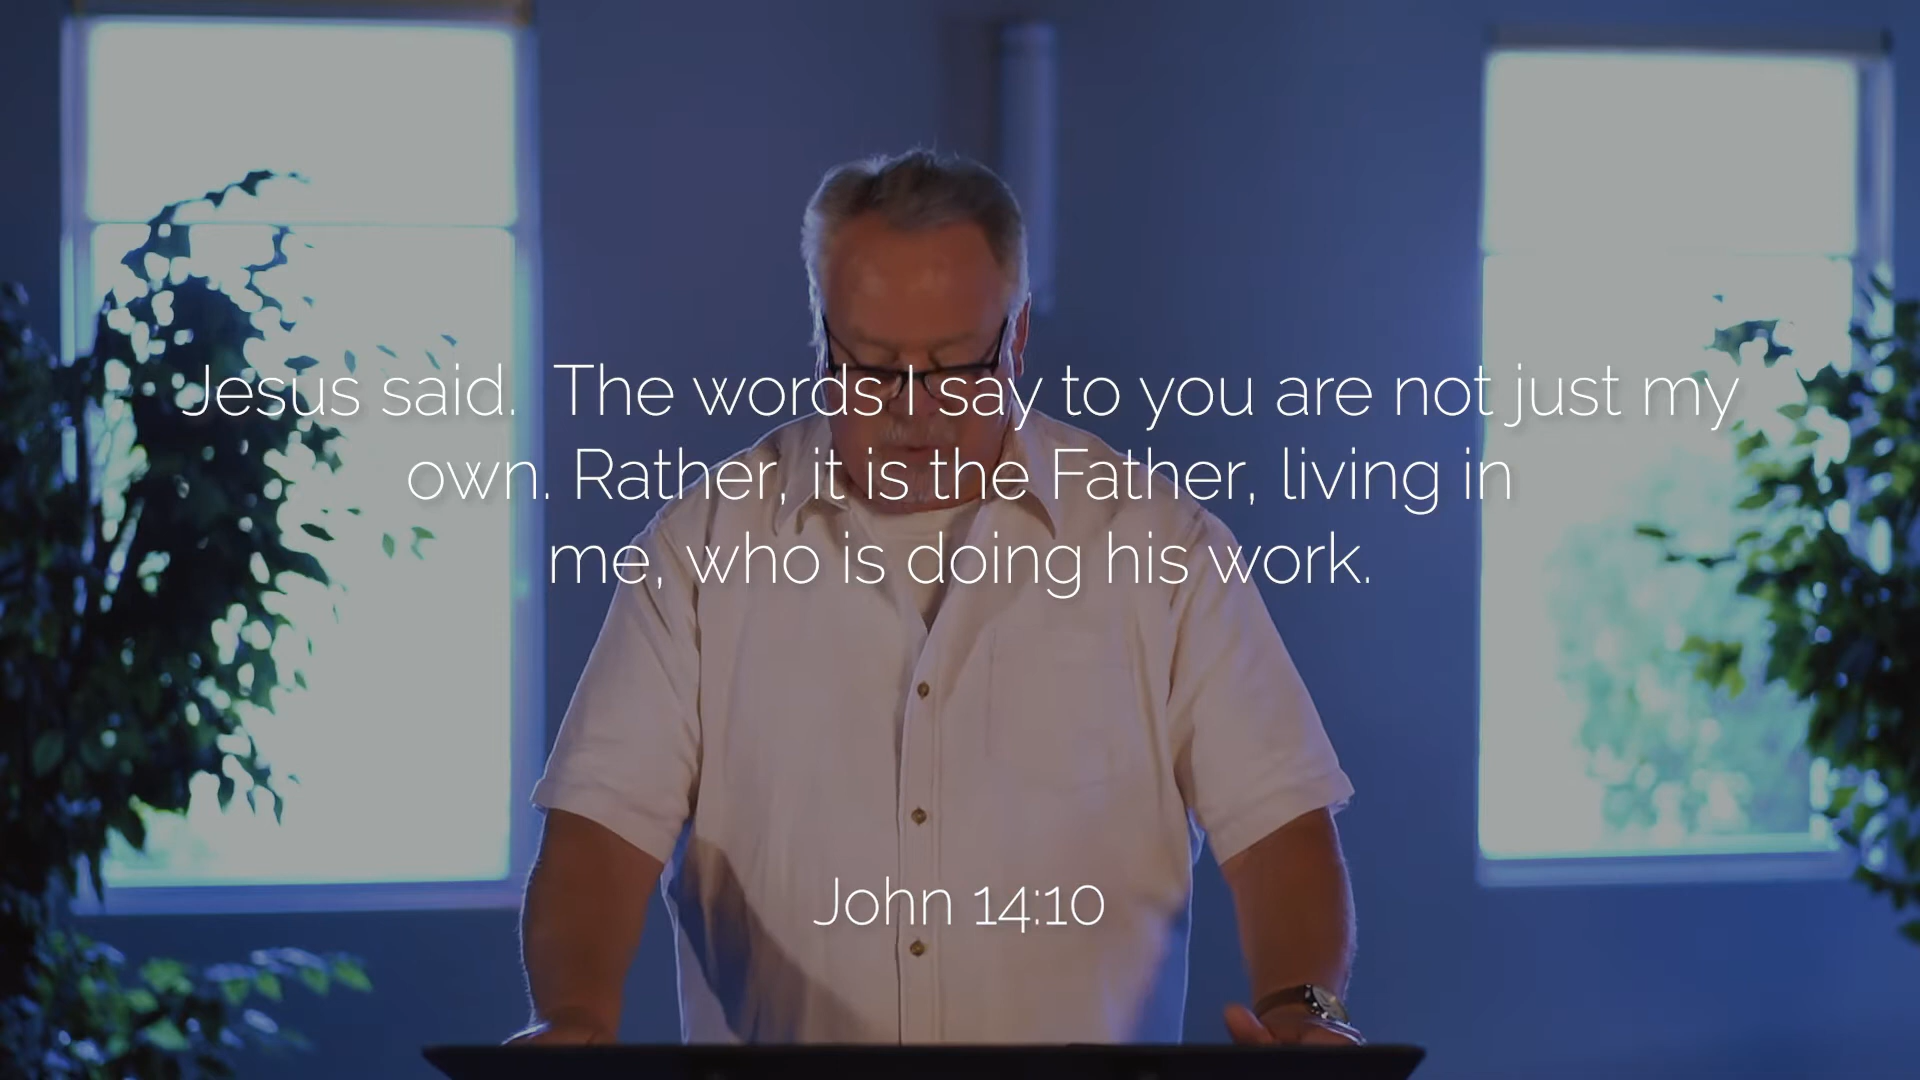 Jesus said.  The words I say to you are not just my
own. Rather, it is the Father, living in
me, who is doing his work.
John 14:10